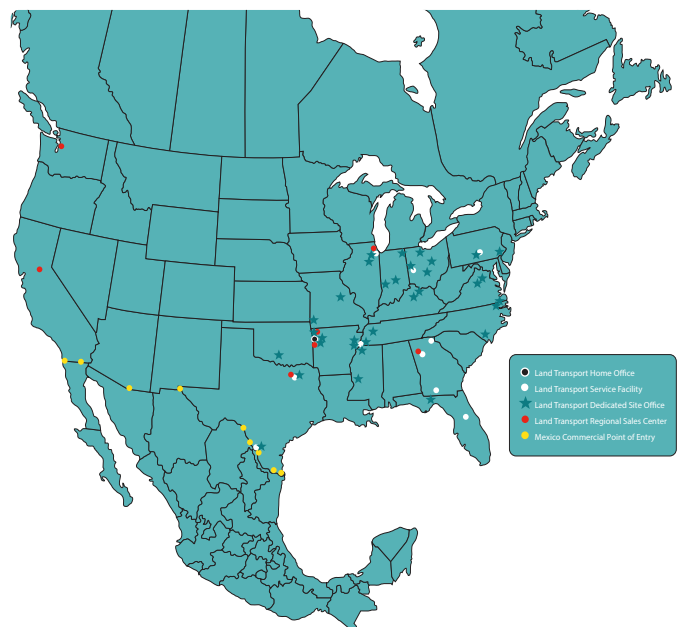 Land Transport Home Office
Land Transport Service Facility
Land Transport Dedicated Site Office
Land Transport Regional Sales Center
Mexico Commercial Point of Entry